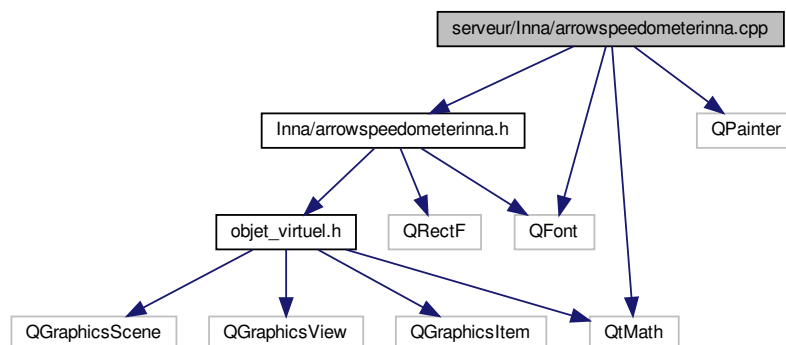 serveur/Inna/arrowspeedometerinna.cpp
Inna/arrowspeedometerinna.h
QPainter
objet_virtuel.h
QRectF
QFont
QGraphicsScene
QGraphicsView
QGraphicsItem
QtMath